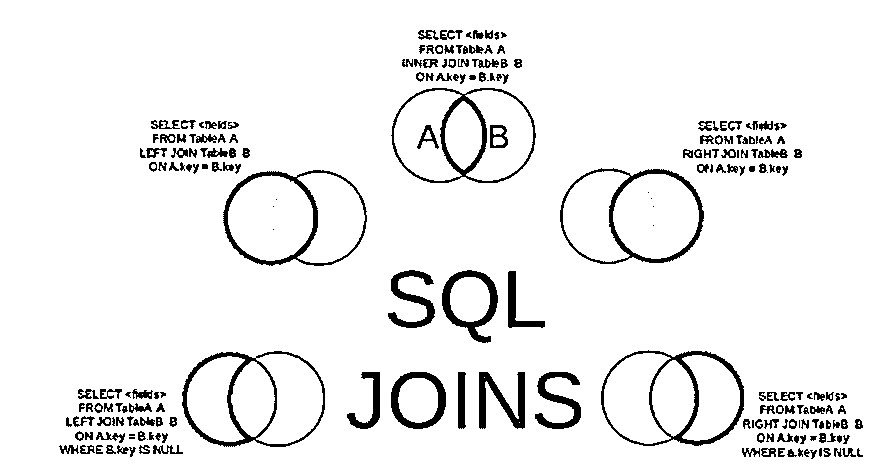 SELECT <fields>
FROM TableA A
INNER JOIN TableB B
ON A.key = B.key
A B
SELECT <fields>
FROM TableA A
LEFT JOIN TableB B
ON A.key = B.key
SELECT <fields>
FROM TableA A
RIGHT JOIN TableB B
ON A.key = B.key
SQL
JOINS
SELECT <fields>
FROM TableA A
LEFT JOIN TableB B
ON A.key = B.key
WHERE B.key IS NULL
SELECT <fields>
FROM TableA A
RIGHT JOIN TableB B
ON A.key = B.key
WHERE &.key IS NULL